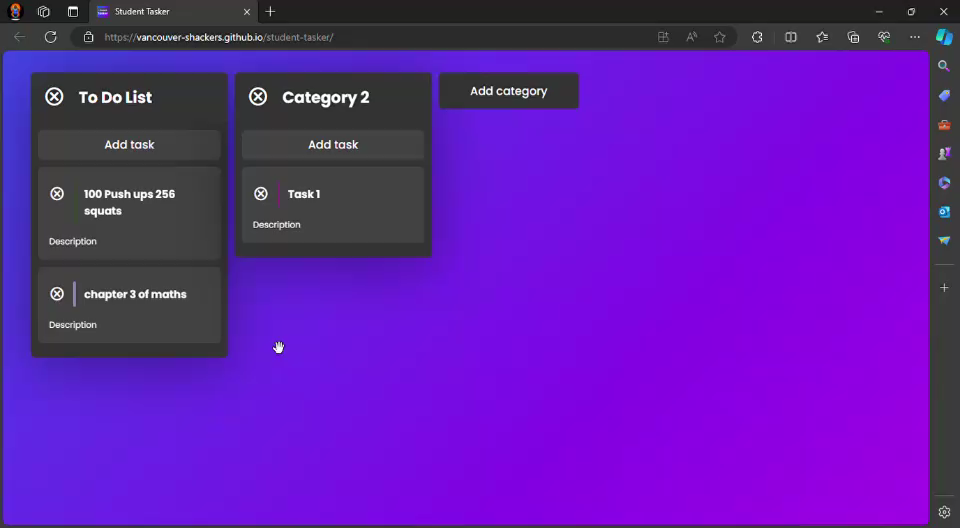 Student Tasker
https://vancouver-shackers.github.io/student-tasker/
To Do List
Add task
100 Push ups 256
squats
Description
chapter 3 of maths
Description
Category 2
Add task
Task 1
Description
Add category